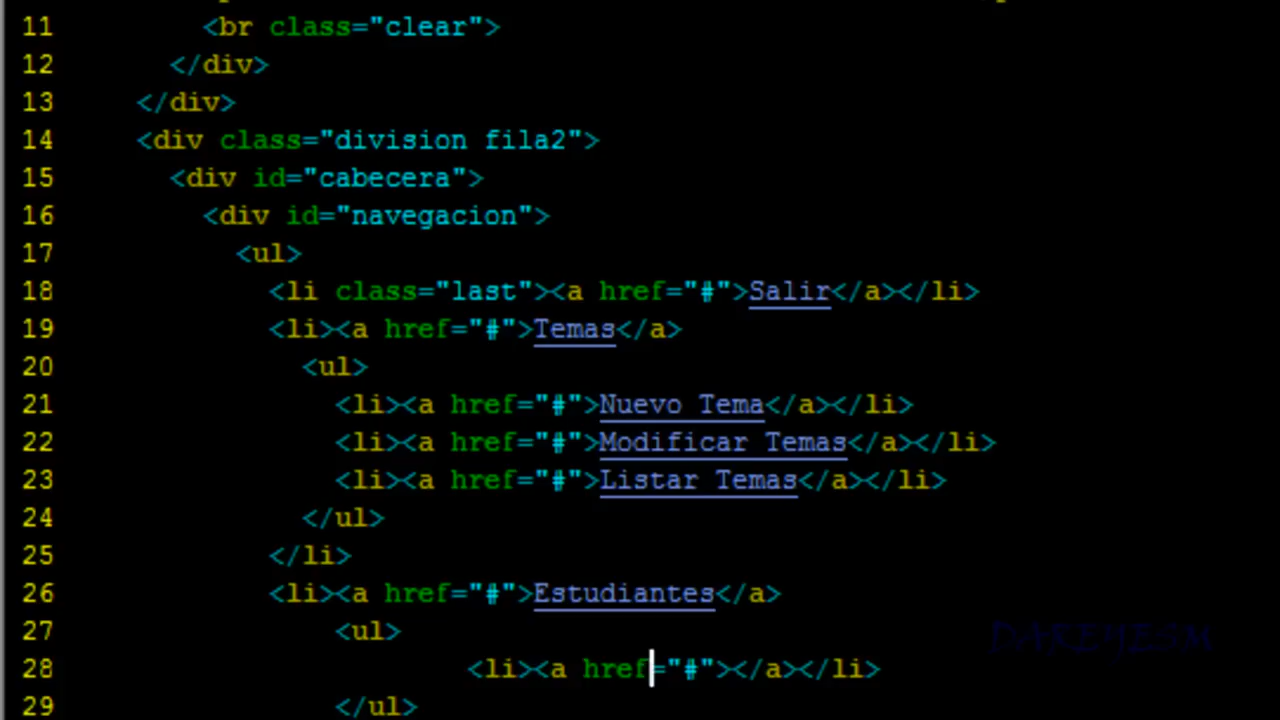 11 <br class="clear">
12 </div>
13 </div>
14 <div class="division fila2">
15 <div id="cabecera">
16 <div id="navegacion">
17 <ul>
18 <li class="last"><a href="#">Salir</a></li>
19 <li><a href="#">Temas</a>
20 <ul>
21 <li><a href="#">Nuevo Tema</a></li>
22 <li><a href="#">Modificar Temas</a></li>
23 <li><a href="#">Listar Temas</a></li>
24 </ul>
25 </li>
26 <li><a href="#">Estudiantes</a>
27 <ul>
DAKEYESM
28 <li><a href="#"></a></li>
29 </ul>